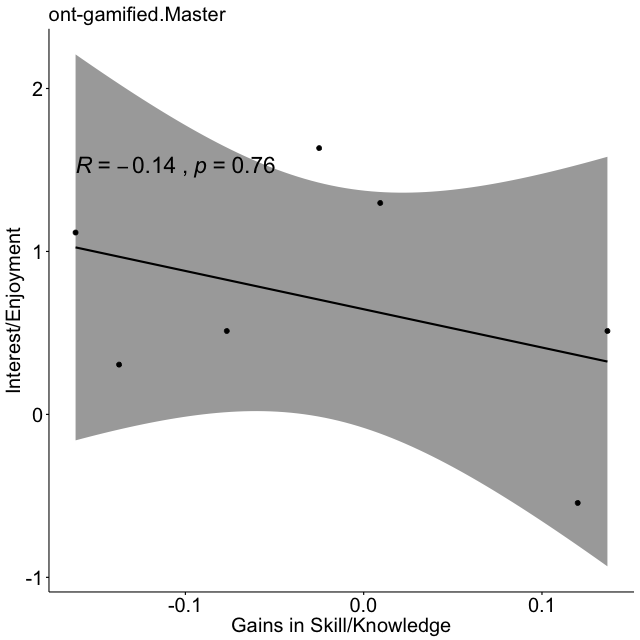 ont-gamified.Master
2
R = −0.14 , p = 0.76
1
Interest/Enjoyment
0
-1
-0.1 0.0 0.1
Gains in Skill/Knowledge